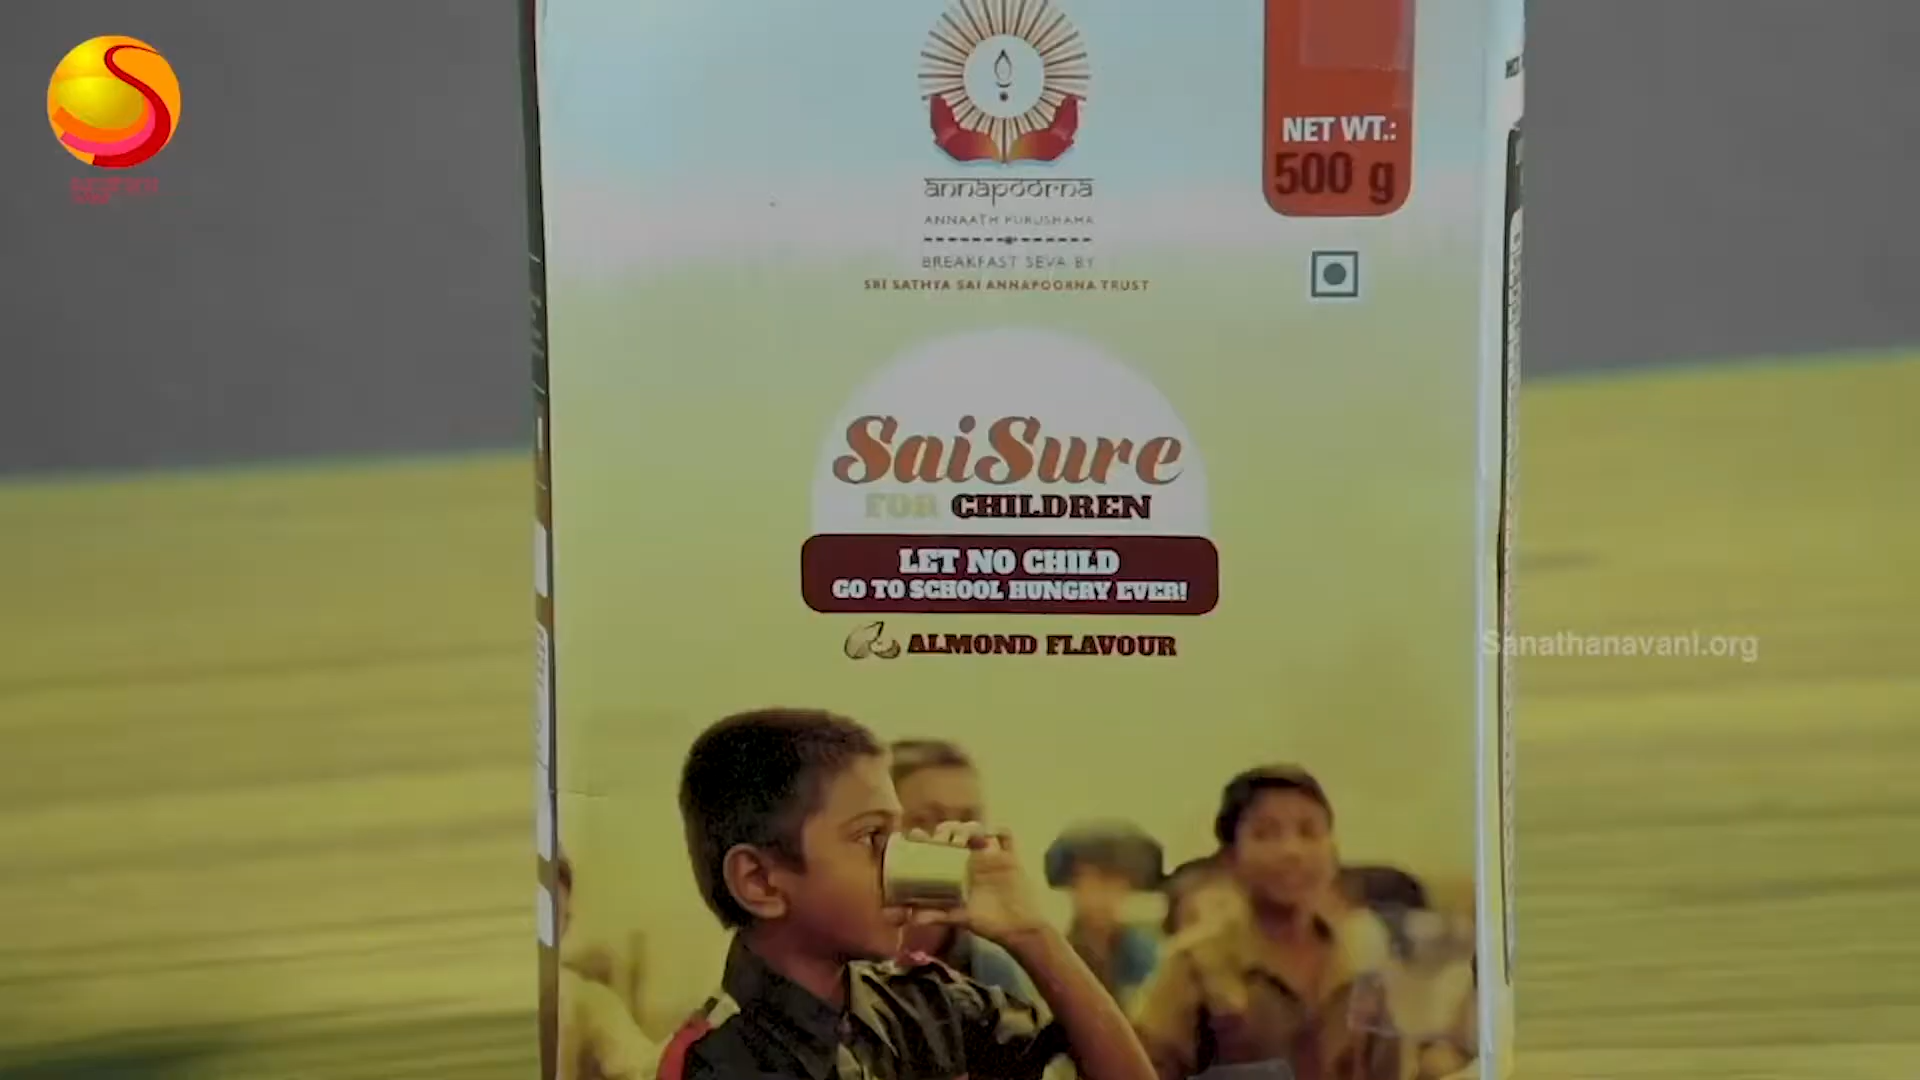 annapoorna
ANNAATH PURUSHAHA
BREAKFAST SEVA BY
SRI SATHYA SAI ANNAPOORNA TRUST
NET WT.:
500 g
SaiSure
FOR CHILDREN
LET NO CHILD
GO TO SCHOOL HUNGRY EVER!
ALMOND FLAVOUR
Sanathanavani.org